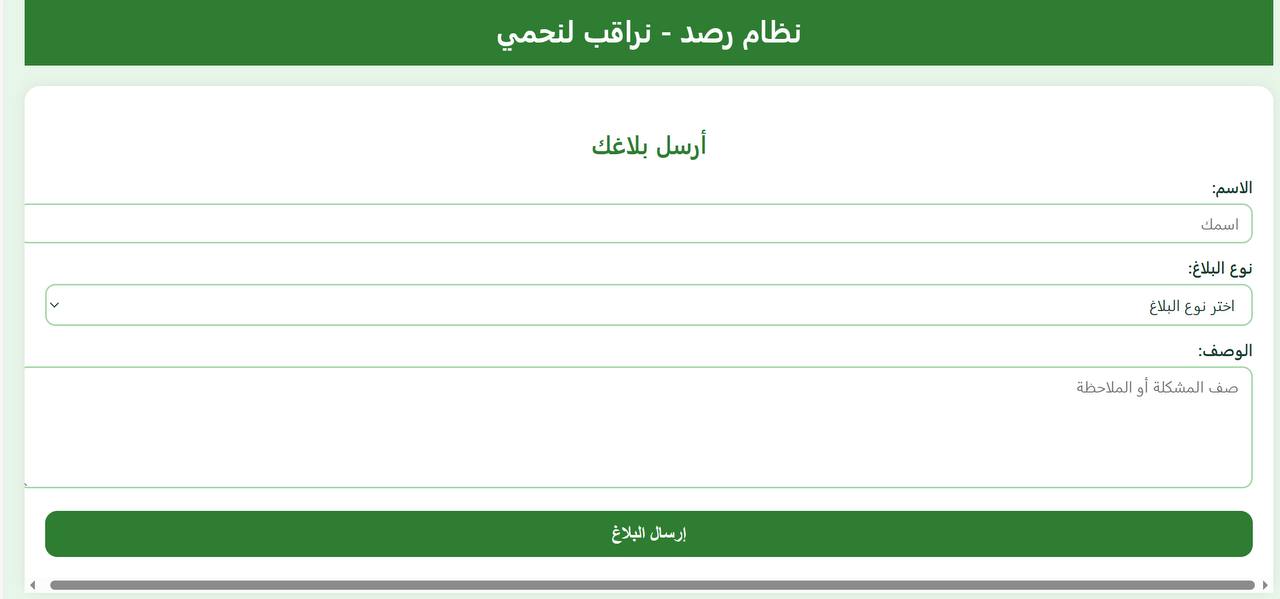 نظام رصد - نراقب لنحمي
أرسل بلاغك
الاسم:
اسمك
نوع البلاغ:
اختر نوع البلاغ
الوصف:
صف المشكلة أو الملاحظة
إرسال البلاغ